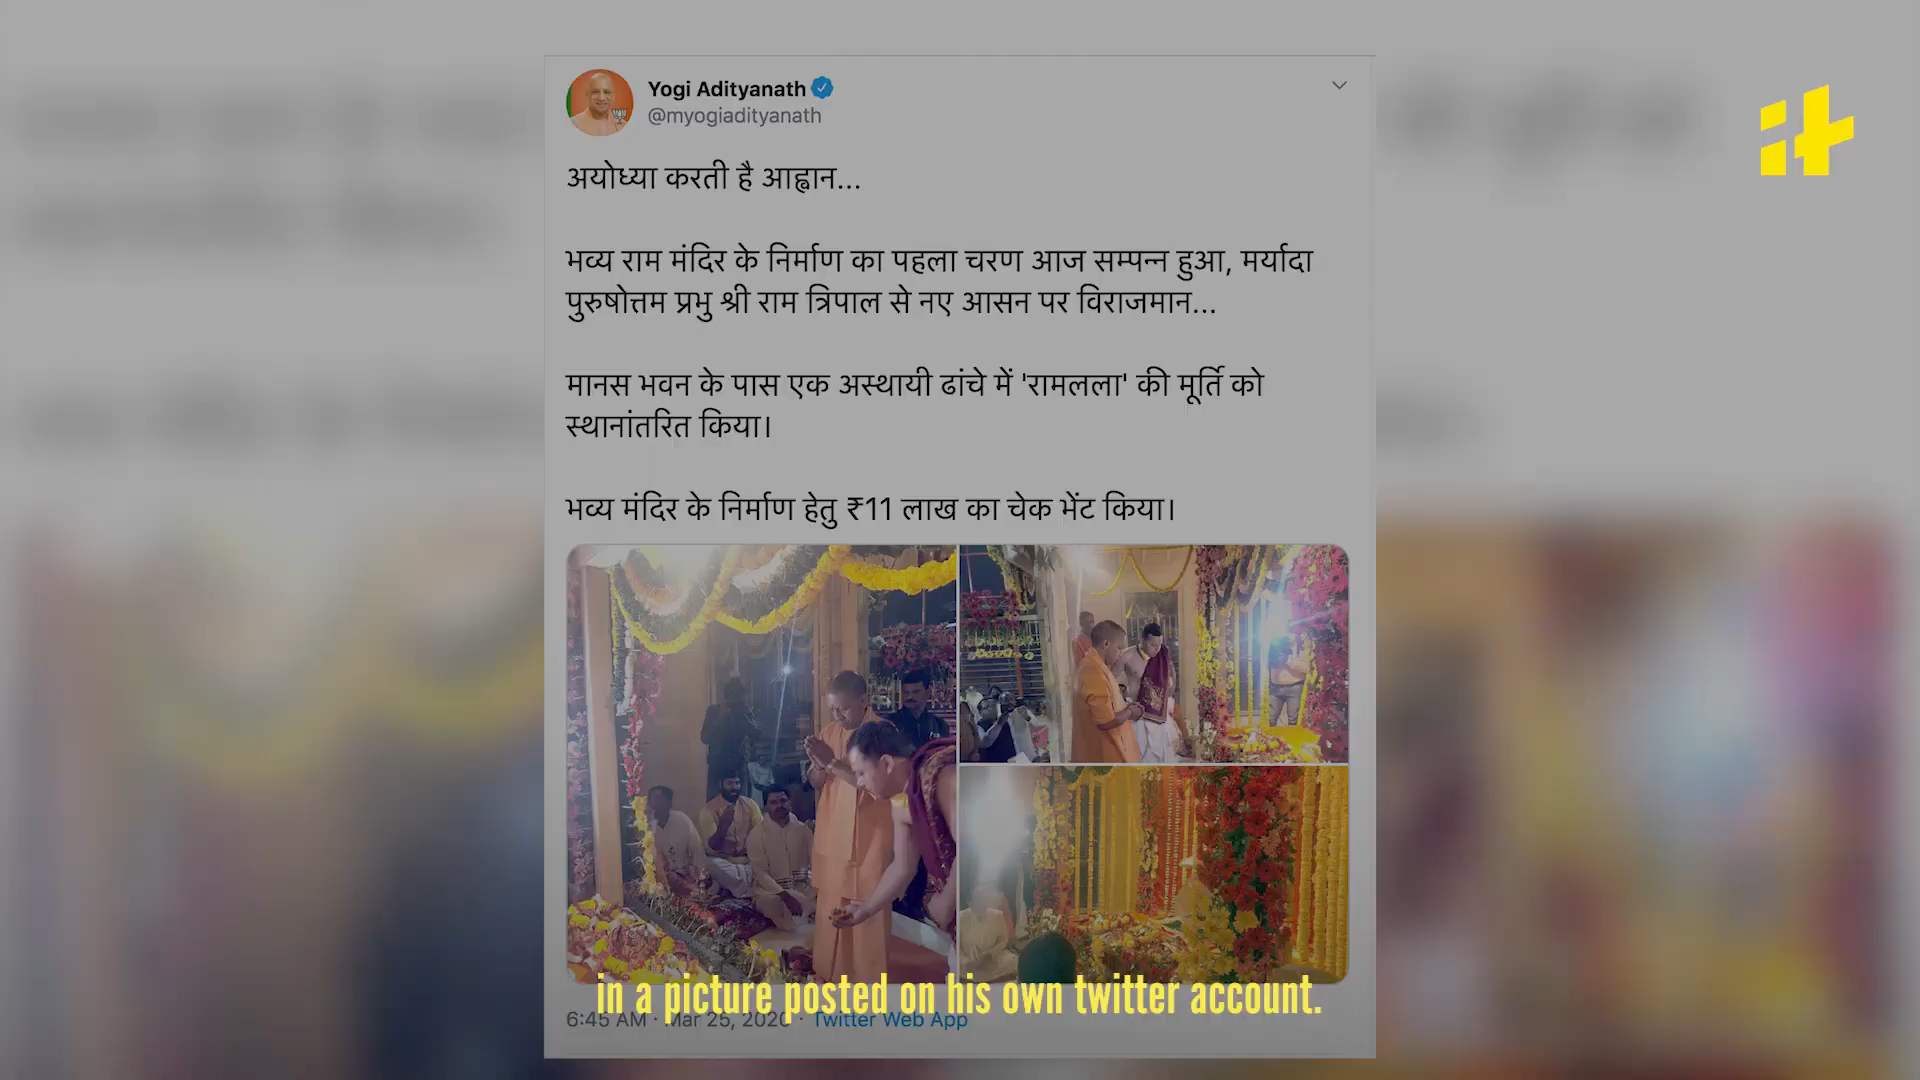 Yogi Adityanath
@myogiadityanath
अयोध्या करती है आह्वान...
भव्य राम मंदिर के निर्माण का पहला चरण आज सम्पन्न हुआ, मर्यादा
पुरुषोत्तम प्रभु श्री राम त्रिपाल से नए आसन पर विराजमान...
मानस भवन के पास एक अस्थायी ढांचे में 'रामलला' की मूर्ति को
स्थानांतरित किया।
भव्य मंदिर के निर्माण हेतु ₹11 लाख का चेक भेंट किया।
in a picture posted on his own twitter account.
6:45 AM · Mar 25, 2020 · Twitter Web App